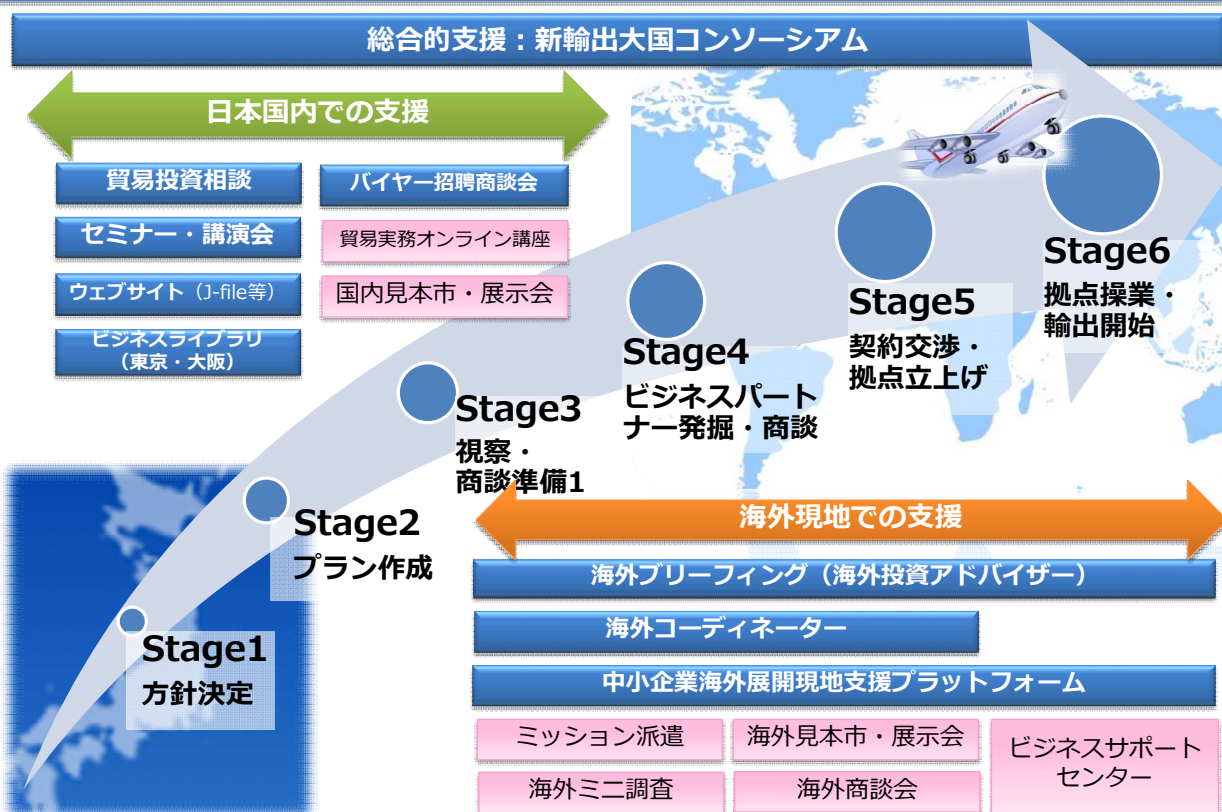 総合的支援：新輸出大国コンソーシアム
日本国内での支援
貿易投資相談
バイヤー招聘商談会
セミナー・講演会
貿易実務オンライン講座
ウェブサイト（J-file等）
国内見本市・展示会
ビジネスライブラリ
（東京・大阪）
Stage6
拠点操業・
輸出開始
Stage5
契約交渉・
拠点立上げ
Stage4
ビジネスパート
ナー発掘・商談
Stage3
視察・
商談準備1
Stage2
プラン作成
Stage1
方針決定
海外現地での支援
海外ブリーフィング（海外投資アドバイザー）
海外コーディネーター
中小企業海外展開現地支援プラットフォーム
ミッション派遣
海外見本市・展示会
ビジネスサポート
センター
海外ミニ調査
海外商談会